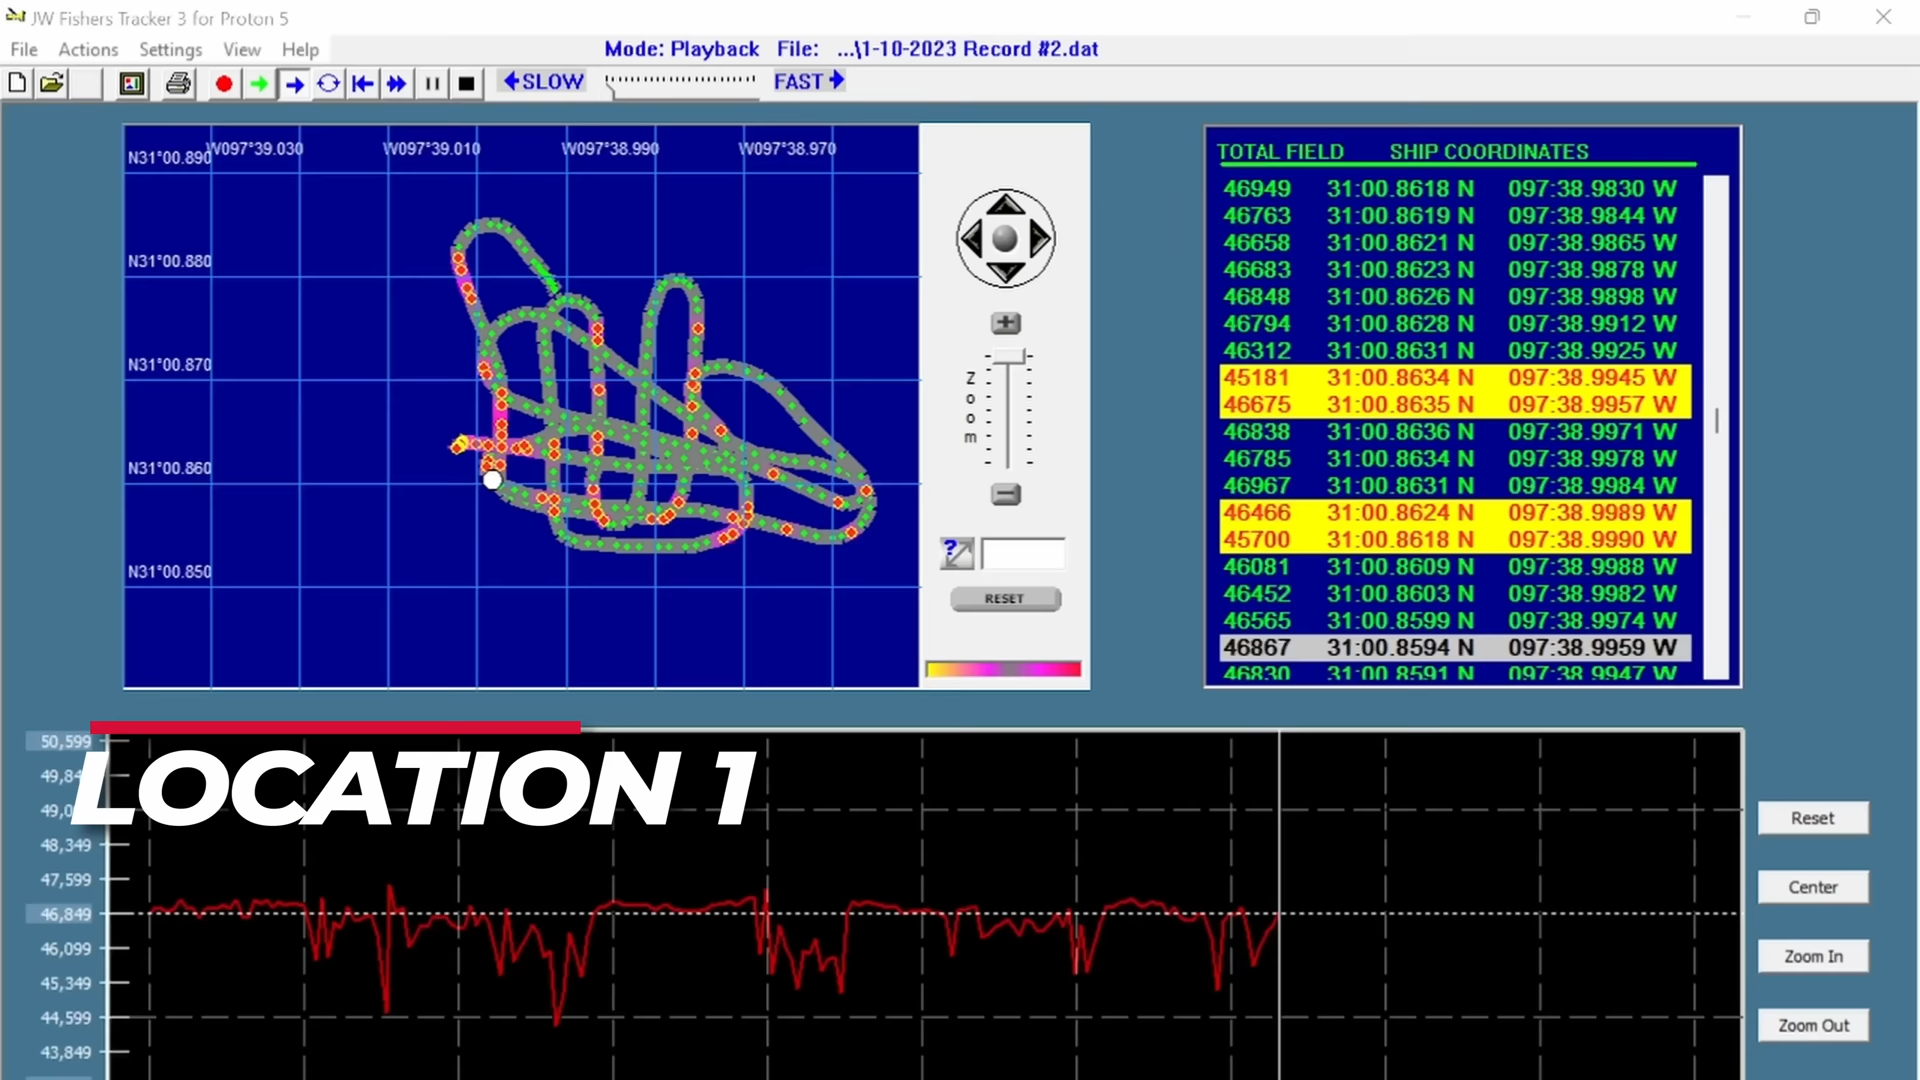 JW Fishers Tracker 3 for Proton 5
File Actions Settings View Help
Mode: Playback File: ...\1-10-2023 Record #2.dat
SLOW FAST
W097°39.030 W097°39.010 W097°38.990 W097°38.970
N31°00.890
N31°00.880
N31°00.870
N31°00.860
N31°00.850
+
Zoom
−
?
RESET
TOTAL FIELD SHIP COORDINATES
46949 31:00.8618 N 097:38.9830 W
46763 31:00.8619 N 097:38.9844 W
46658 31:00.8621 N 097:38.9865 W
46683 31:00.8623 N 097:38.9878 W
46848 31:00.8626 N 097:38.9898 W
46794 31:00.8628 N 097:38.9912 W
46312 31:00.8631 N 097:38.9925 W
45181 31:00.8634 N 097:38.9945 W
46675 31:00.8635 N 097:38.9957 W
46838 31:00.8636 N 097:38.9971 W
46785 31:00.8634 N 097:38.9978 W
46967 31:00.8631 N 097:38.9984 W
46466 31:00.8624 N 097:38.9989 W
45700 31:00.8618 N 097:38.9990 W
46081 31:00.8609 N 097:38.9988 W
46452 31:00.8603 N 097:38.9982 W
46565 31:00.8599 N 097:38.9974 W
46867 31:00.8594 N 097:38.9959 W
46830 31:00.8591 N 097:38.9947 W
LOCATION 1
50,599
48,349
47,599
46,849
46,099
45,349
44,599
43,849
Reset
Center
Zoom In
Zoom Out